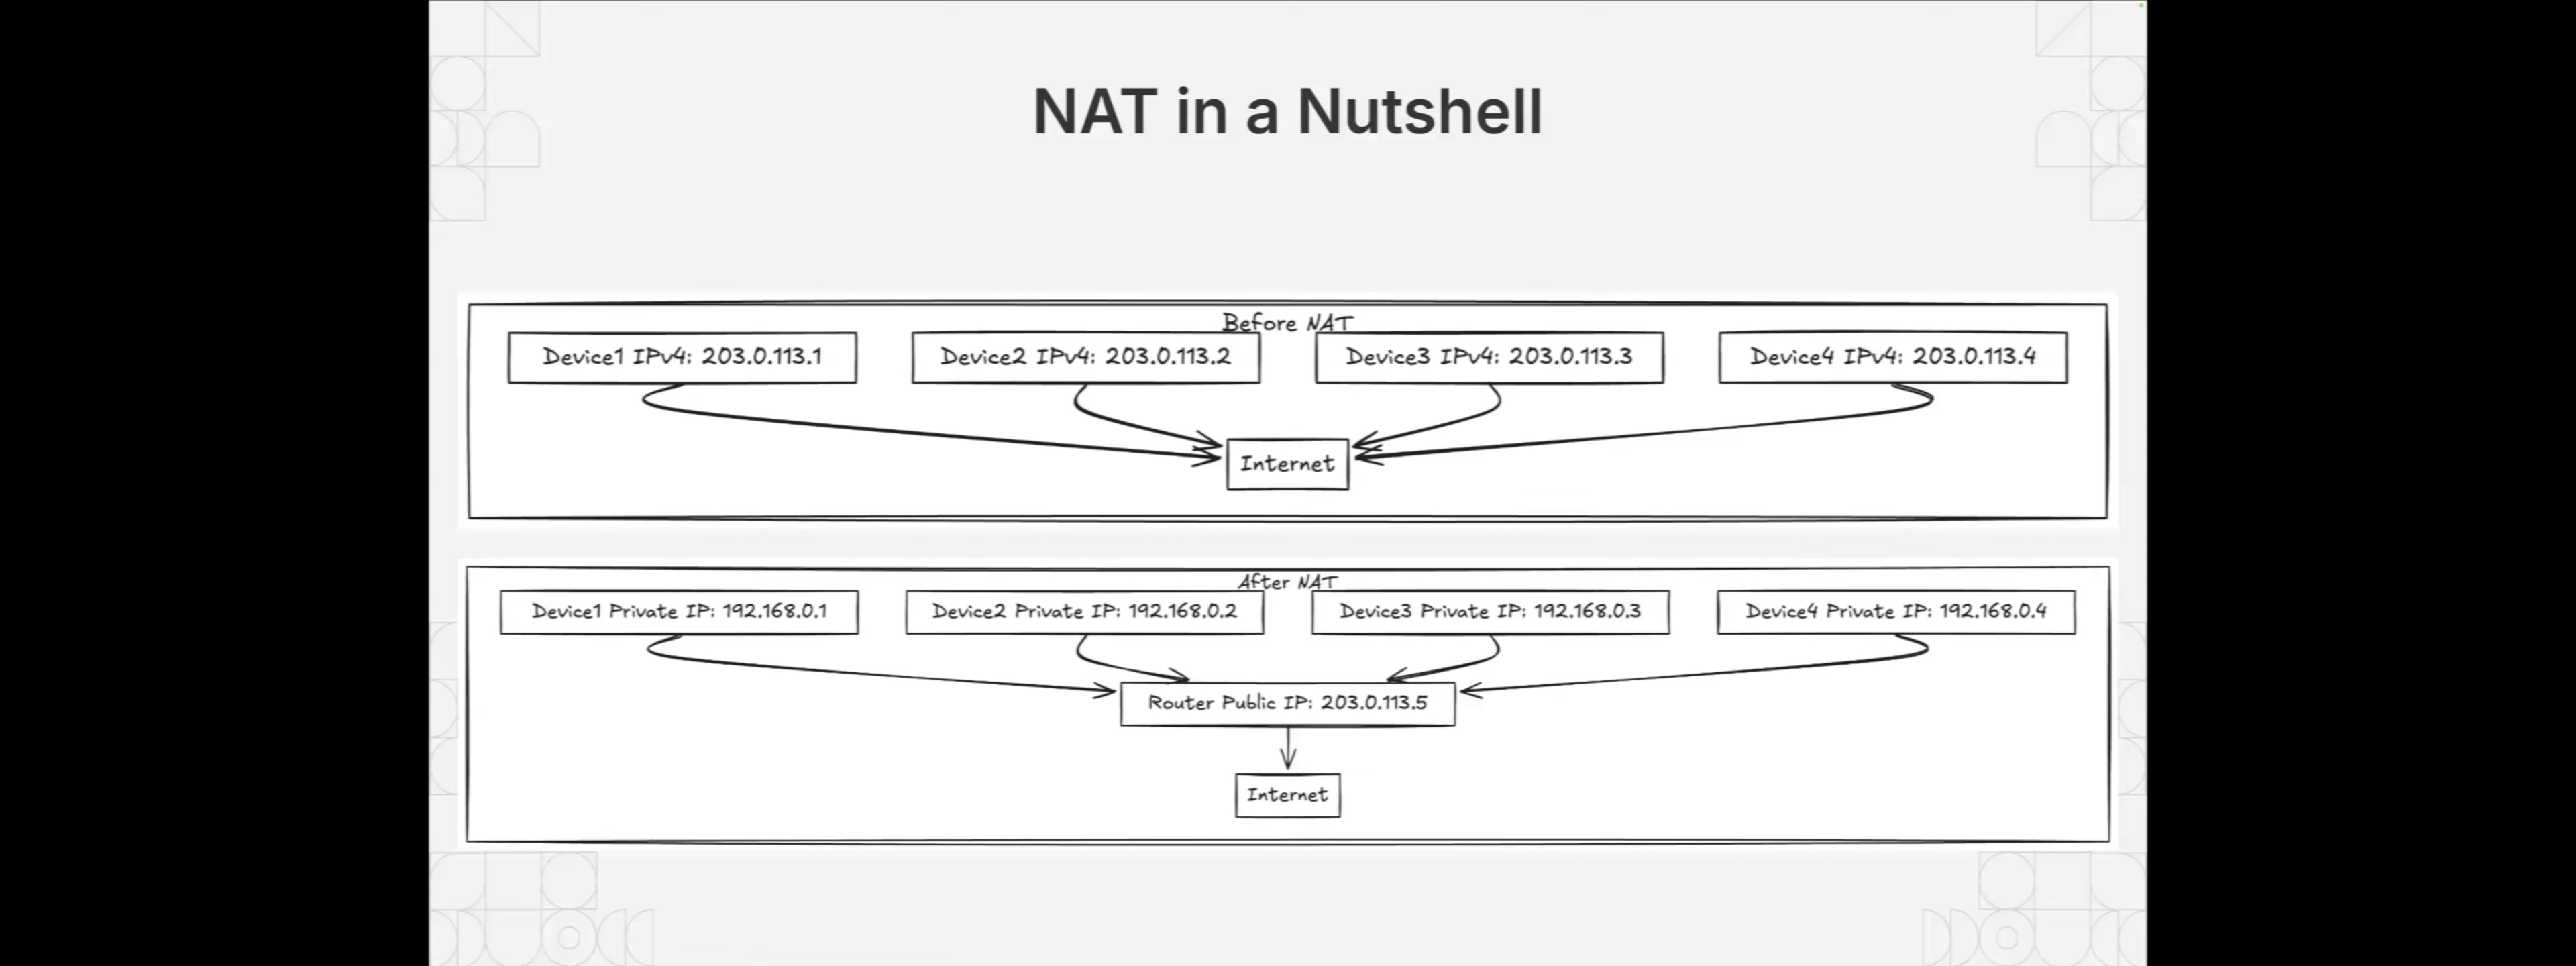 NAT in a Nutshell
Before NAT
Device1 IPv4: 203.0.113.1
Device2 IPv4: 203.0.113.2
Device3 IPv4: 203.0.113.3
Device4 IPv4: 203.0.113.4
Internet
After NAT
Device1 Private IP: 192.168.0.1
Device2 Private IP: 192.168.0.2
Device3 Private IP: 192.168.0.3
Device4 Private IP: 192.168.0.4
Router Public IP: 203.0.113.5
Internet